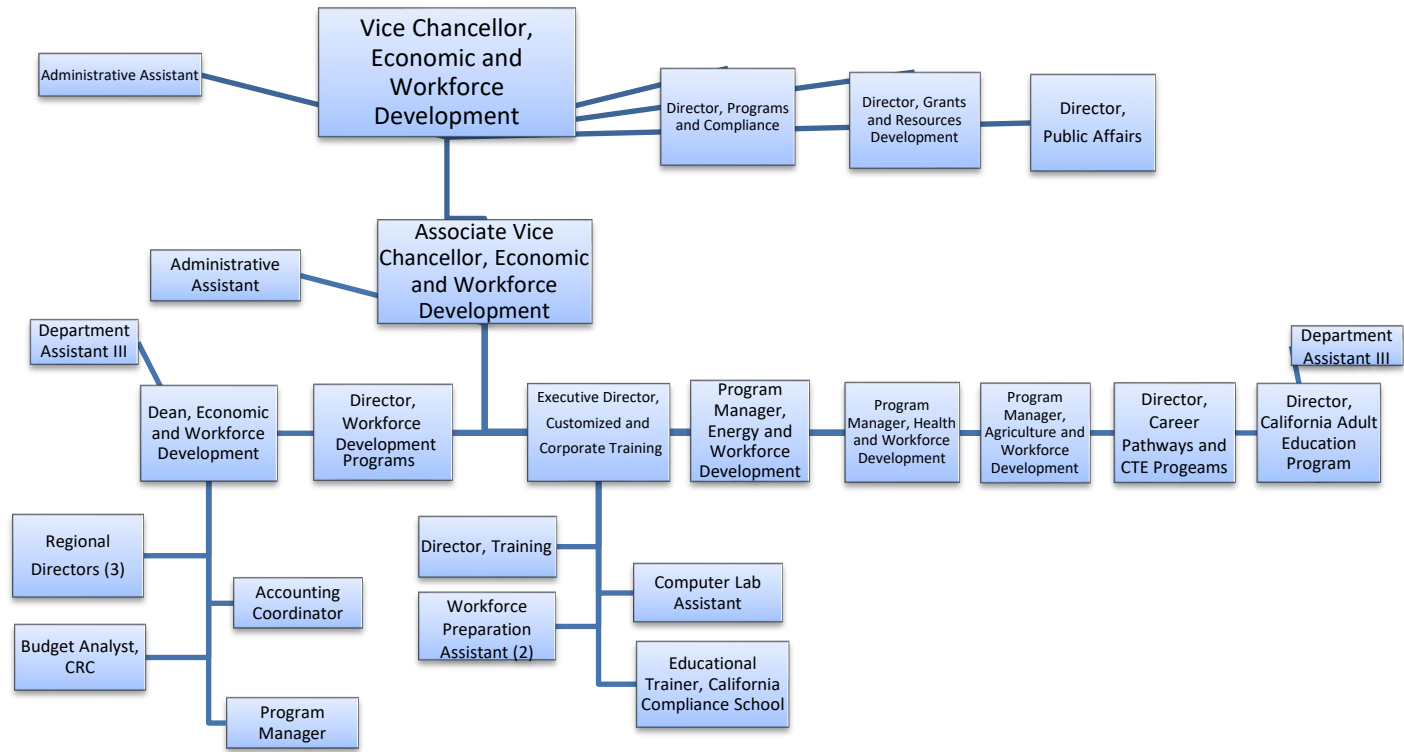 Vice Chancellor,
Economic and
Workforce
Development
Administrative Assistant
Director, Programs
and Compliance
Director, Grants
and Resources
Development
Director,
Public Affairs
Associate Vice
Chancellor, Economic
and Workforce
Development
Administrative
Assistant
Department
Assistant III
Department
Assistant III
Dean, Economic
and Workforce
Development
Director,
Workforce
Development
Programs
Executive Director,
Customized and
Corporate Training
Program
Manager,
Energy and
Workforce
Development
Program
Manager, Health
and Workforce
Development
Program
Manager,
Agriculture and
Workforce
Development
Director,
Career
Pathways and
CTE Progeams
Director,
California Adult
Education
Program
Regional
Directors (3)
Accounting
Coordinator
Budget Analyst,
CRC
Program
Manager
Director, Training
Computer Lab
Assistant
Workforce
Preparation
Assistant (2)
Educational
Trainer, California
Compliance School